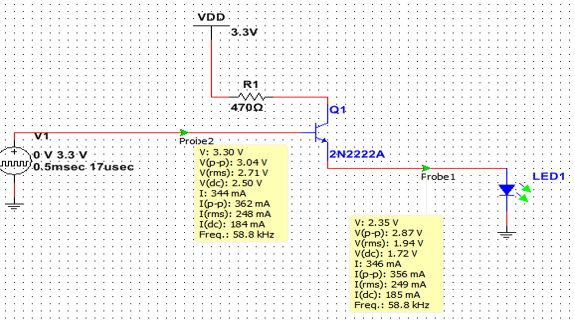 VDD
3.3V
R1
470Ω
Q1
2N2222A
V1
0 V 3.3 V
0.5msec 17usec
Probe2
V: 3.30 V
V(p-p): 3.04 V
V(rms): 2.71 V
V(dc): 2.50 V
I: 344 mA
I(p-p): 362 mA
I(rms): 248 mA
I(dc): 184 mA
Freq.: 58.8 kHz
Probe1
V: 2.35 V
V(p-p): 2.87 V
V(rms): 1.94 V
V(dc): 1.72 V
I: 346 mA
I(p-p): 356 mA
I(rms): 249 mA
I(dc): 185 mA
Freq.: 58.8 kHz
LED1